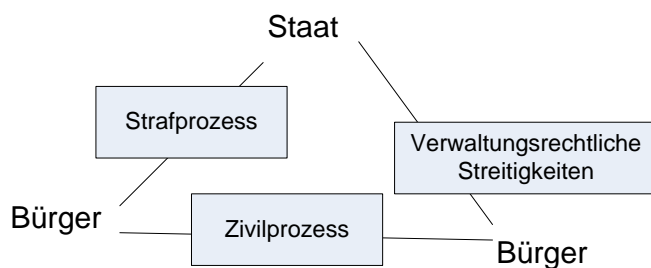 Staat
Strafprozess
Verwaltungsrechtliche
Streitigkeiten
Bürger
Zivilprozess
Bürger